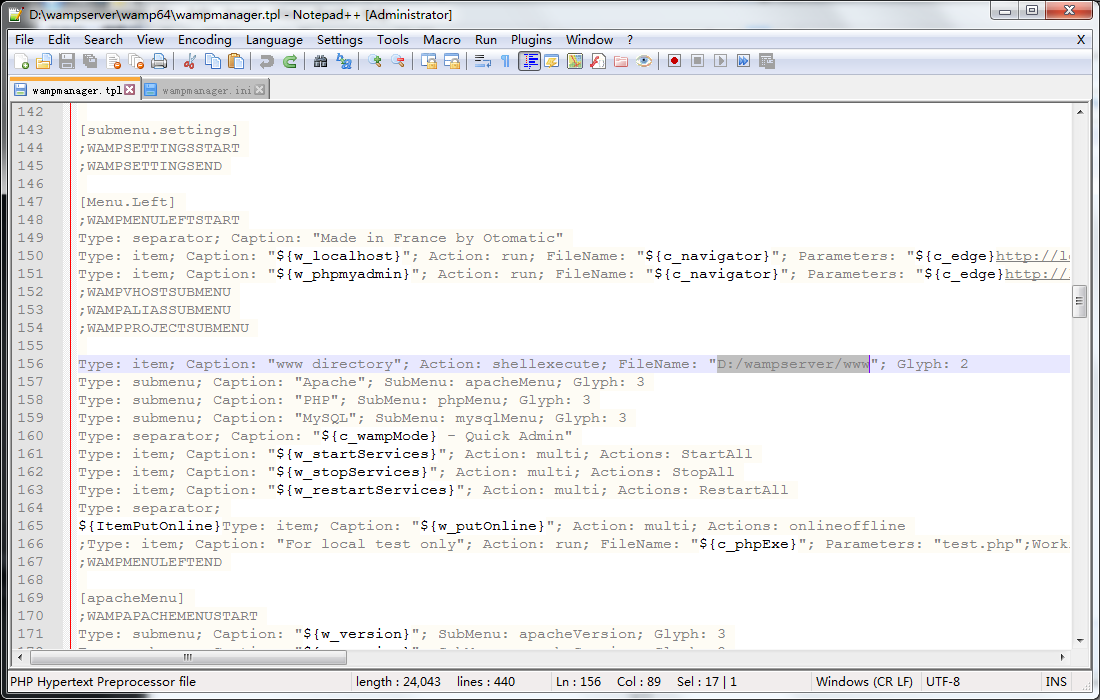 D:\wampserver\wamp64\wampmanager.tpl - Notepad++ [Administrator]
File Edit Search View Encoding Language Settings Tools Macro Run Plugins Window ? X
wampmanager.tpl wampmanager.ini
142
143 [submenu.settings]
144 ;WAMPSETTINGSSTART
145 ;WAMPSETTINGSEND
146
147 [Menu.Left]
148 ;WAMPMENULEFTSTART
149 Type: separator; Caption: "Made in France by Otomatic"
150 Type: item; Caption: "${w_localhost}"; Action: run; FileName: "${c_navigator}"; Parameters: "${c_edge}http://l
151 Type: item; Caption: "${w_phpmyadmin}"; Action: run; FileName: "${c_navigator}"; Parameters: "${c_edge}http://
152 ;WAMPVHOSTSUBMENU
153 ;WAMPALIASSUBMENU
154 ;WAMPPROJECTSUBMENU
155
156 Type: item; Caption: "www directory"; Action: shellexecute; FileName: "D:/wampserver/www"; Glyph: 2
157 Type: submenu; Caption: "Apache"; SubMenu: apacheMenu; Glyph: 3
158 Type: submenu; Caption: "PHP"; SubMenu: phpMenu; Glyph: 3
159 Type: submenu; Caption: "MySQL"; SubMenu: mysqlMenu; Glyph: 3
160 Type: separator; Caption: "${c_wampMode} - Quick Admin"
161 Type: item; Caption: "${w_startServices}"; Action: multi; Actions: StartAll
162 Type: item; Caption: "${w_stopServices}"; Action: multi; Actions: StopAll
163 Type: item; Caption: "${w_restartServices}"; Action: multi; Actions: RestartAll
164 Type: separator;
165 ${ItemPutOnline}Type: item; Caption: "${w_putOnline}"; Action: multi; Actions: onlineoffline
166 ;Type: item; Caption: "For local test only"; Action: run; FileName: "${c_phpExe}"; Parameters: "test.php";Work
167 ;WAMPMENULEFTEND
168
169 [apacheMenu]
170 ;WAMPAPACHEMENUSTART
171 Type: submenu; Caption: "${w_version}"; SubMenu: apacheVersion; Glyph: 3
PHP Hypertext Preprocessor file length : 24,043 lines : 440 Ln : 156 Col : 89 Sel : 17 | 1 Windows (CR LF) UTF-8 INS